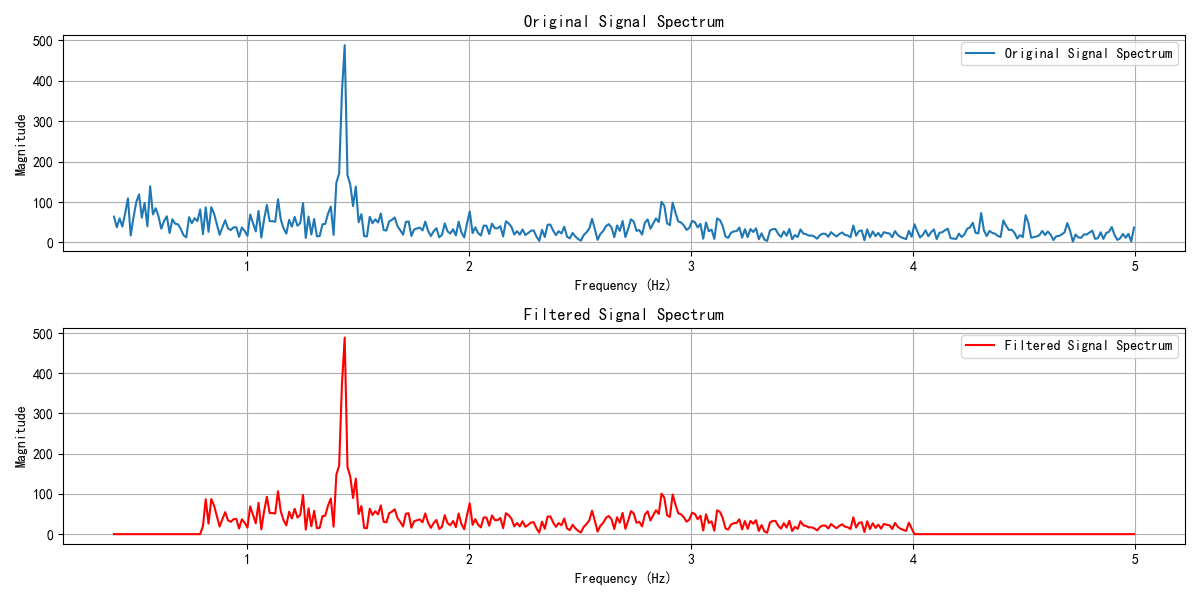 Original Signal Spectrum
500
400
300
200
100
0
Magnitude
Original Signal Spectrum
1 2 3 4 5
Frequency (Hz)
Filtered Signal Spectrum
500
400
300
200
100
0
Magnitude
Filtered Signal Spectrum
1 2 3 4 5
Frequency (Hz)